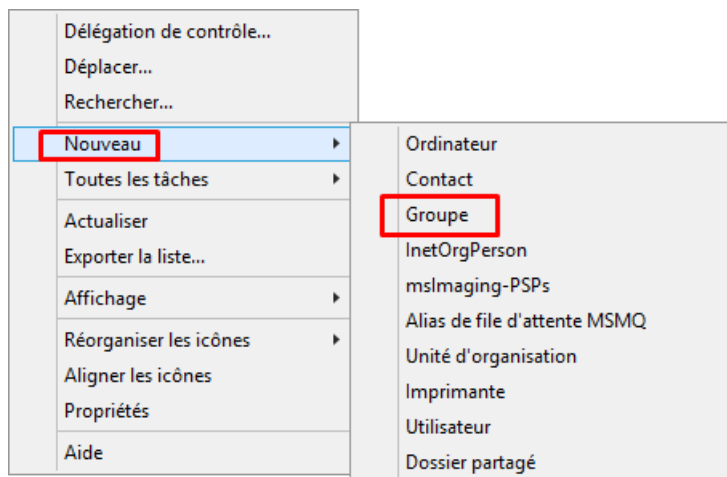 Délégation de contrôle...
Déplacer...
Rechercher...
Nouveau
Toutes les tâches
Actualiser
Exporter la liste...
Affichage
Réorganiser les icônes
Aligner les icônes
Propriétés
Aide
Ordinateur
Contact
Groupe
InetOrgPerson
msImaging-PSPs
Alias de file d'attente MSMQ
Unité d'organisation
Imprimante
Utilisateur
Dossier partagé